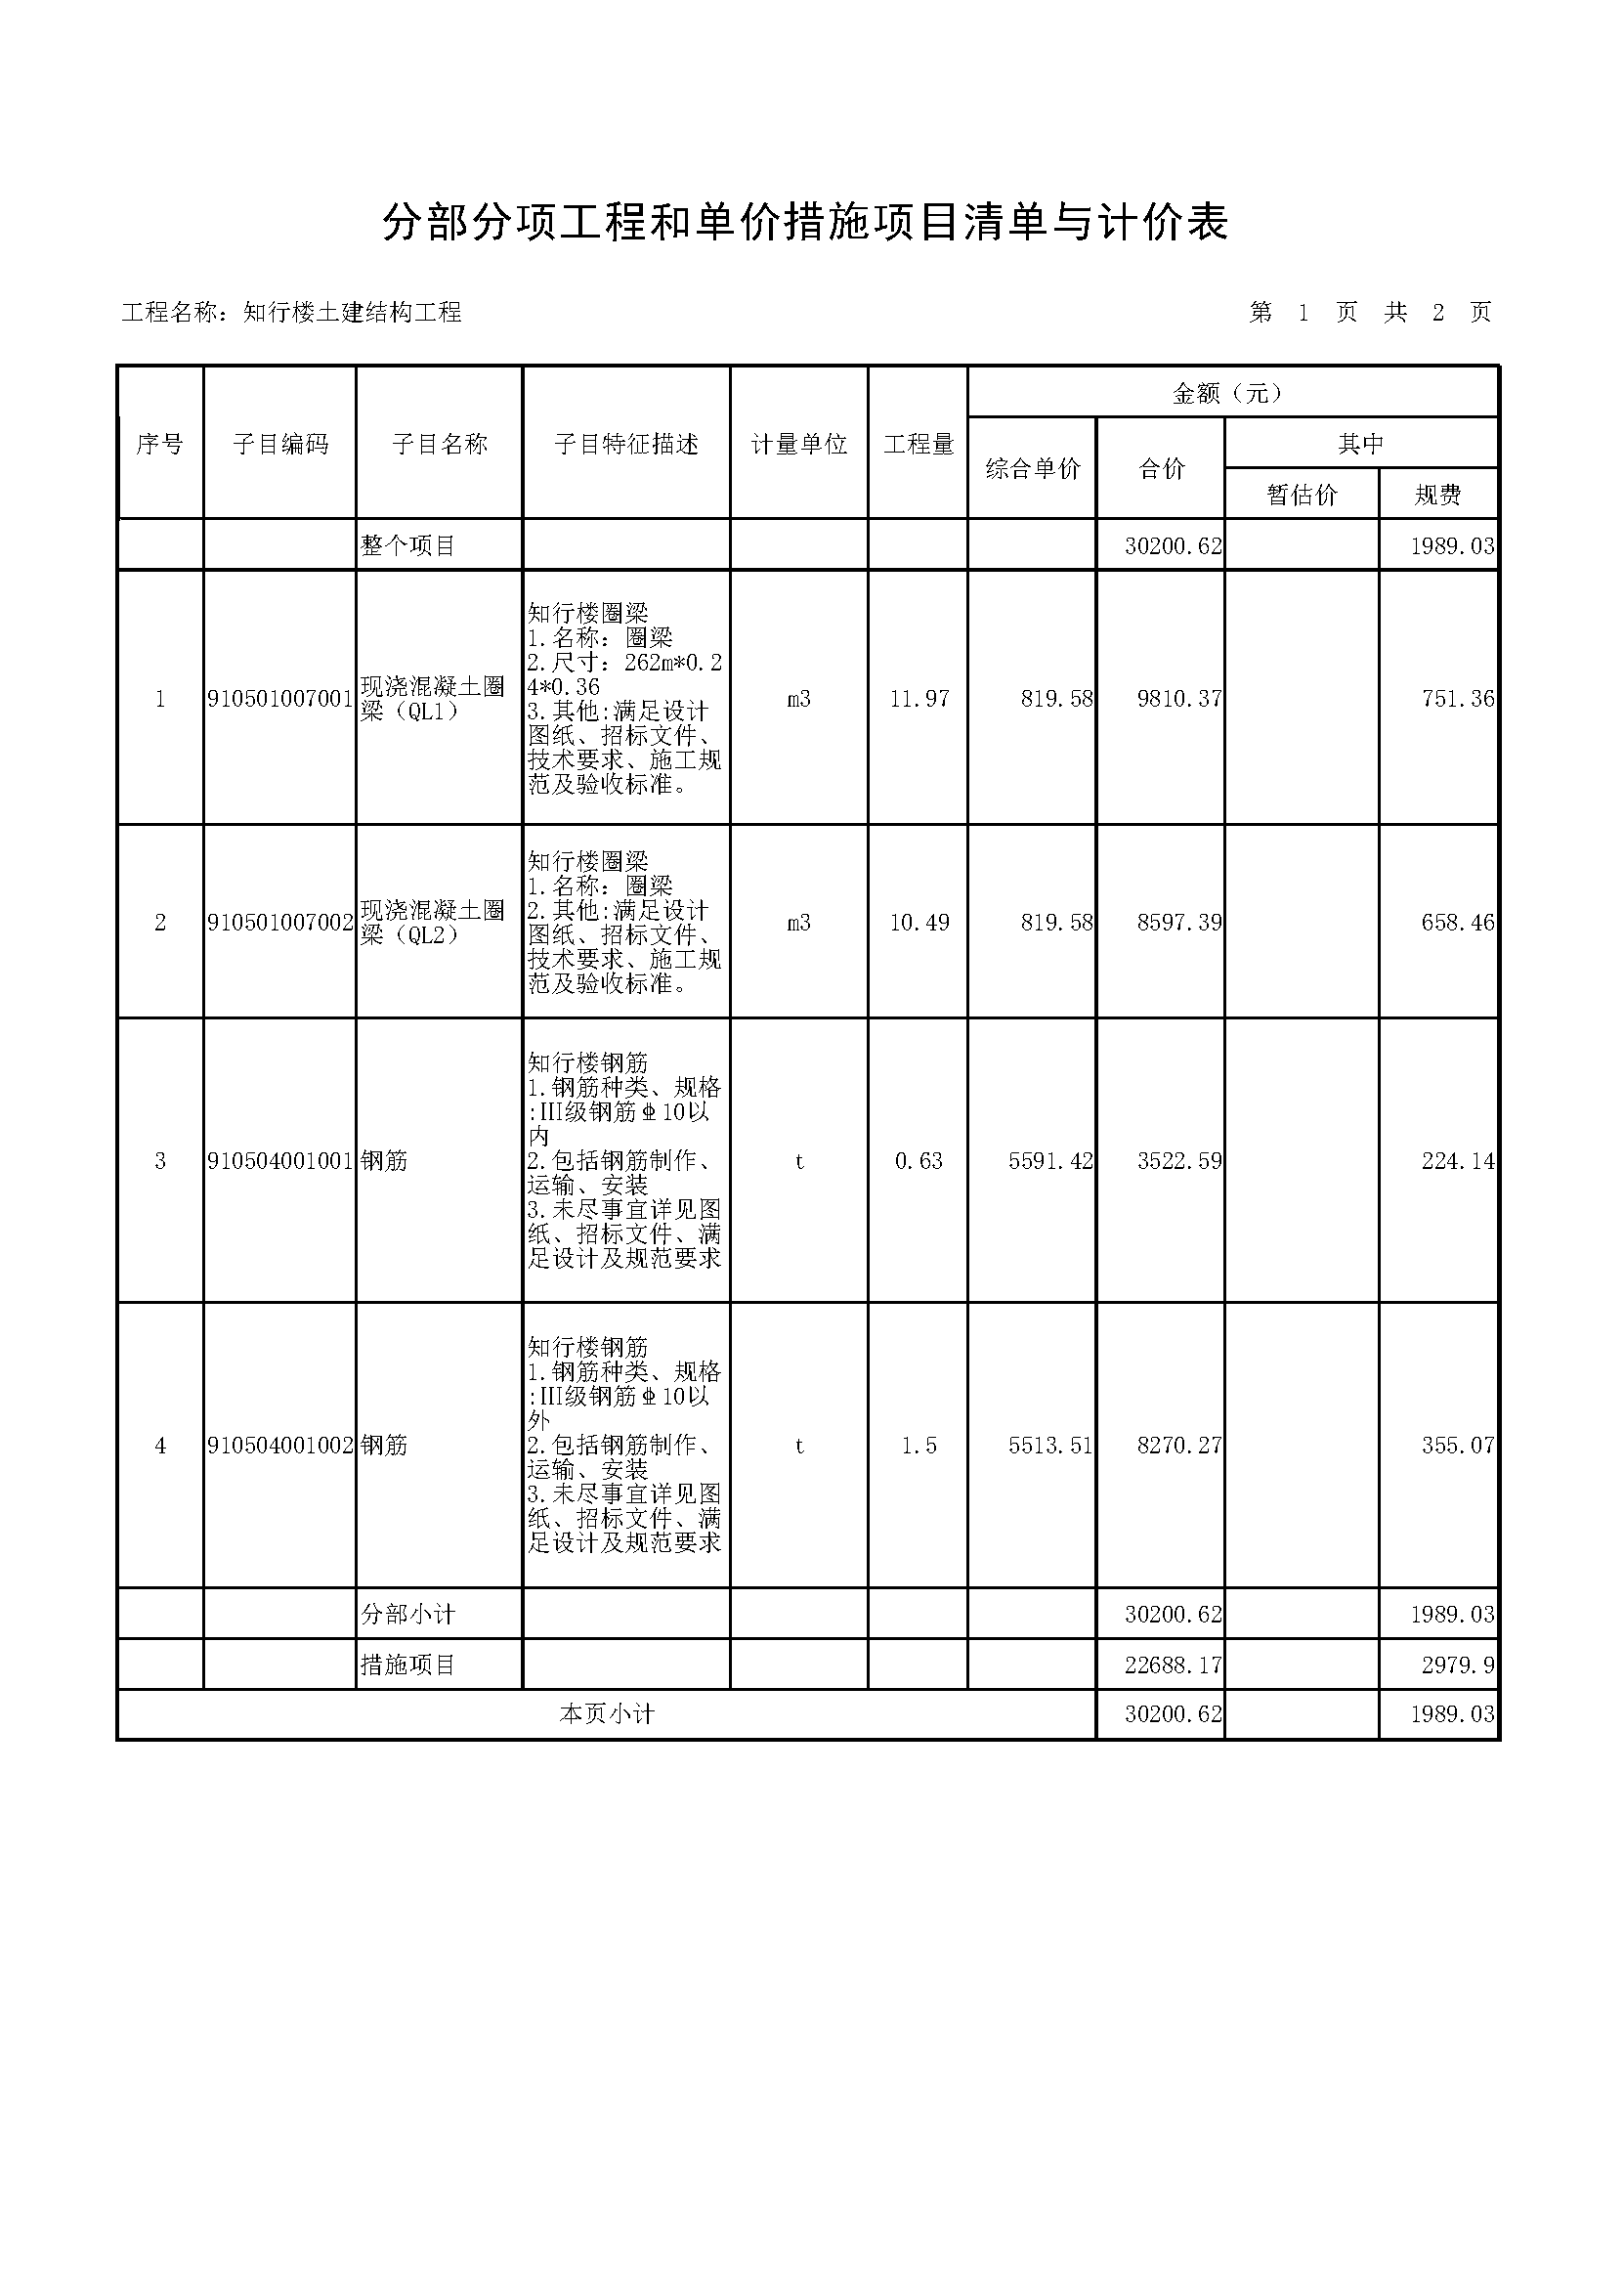 分部分项工程和单价措施项目清单与计价表
工程名称：知行楼土建结构工程 第 1 页 共 2 页
序号 子目编码 子目名称 子目特征描述 计量单位 工程量 金额（元）
综合单价 合价 其中
暂估价 规费
整个项目 30200.62 1989.03
1 910501007001 现浇混凝土圈
梁（QL1）
知行楼圈梁
1.名称：圈梁
2.尺寸：262m*0.2
4*0.36
3.其他:满足设计
图纸、招标文件、
技术要求、施工规
范及验收标准。
m3 11.97 819.58 9810.37 751.36
2 910501007002 现浇混凝土圈
梁（QL2）
知行楼圈梁
1.名称：圈梁
2.其他:满足设计
图纸、招标文件、
技术要求、施工规
范及验收标准。
m3 10.49 819.58 8597.39 658.46
3 910504001001 钢筋
知行楼钢筋
1.钢筋种类、规格
:III级钢筋⏀10以
内
2.包括钢筋制作、
运输、安装
3.未尽事宜详见图
纸、招标文件、满
足设计及规范要求
t 0.63 5591.42 3522.59 224.14
4 910504001002 钢筋
知行楼钢筋
1.钢筋种类、规格
:III级钢筋⏀10以
外
2.包括钢筋制作、
运输、安装
3.未尽事宜详见图
纸、招标文件、满
足设计及规范要求
t 1.5 5513.51 8270.27 355.07
分部小计 30200.62 1989.03
措施项目 22688.17 2979.9
本页小计 30200.62 1989.03